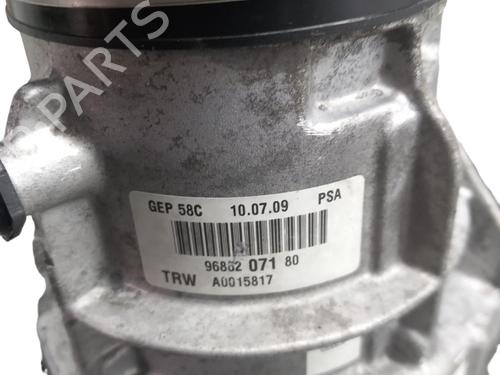 B PARTS
GEP 58C 10.07.09 PSA
96862 071 80
TRW A0015817